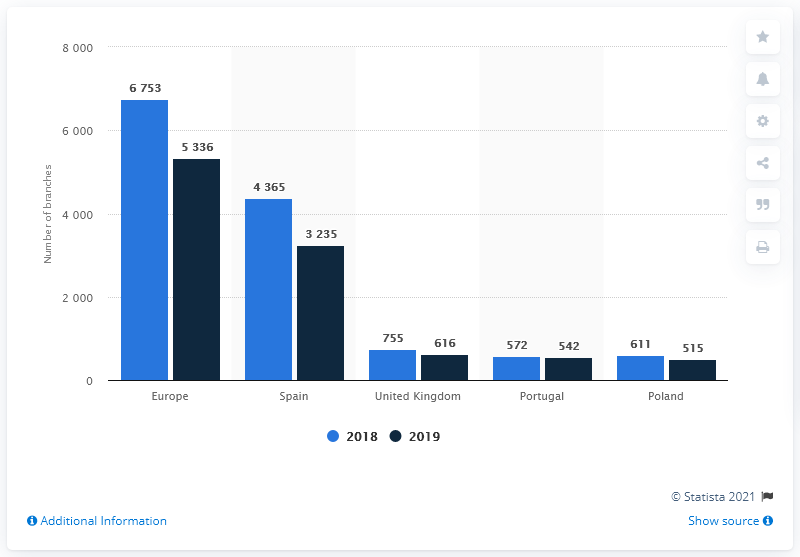 8 000
6 753
6 000
5 336
4 365
4 000
3 235
2 000
755
616
572
542
611
515
0
Number of branches
Europe
Spain
United Kingdom
Portugal
Poland
2018
2019
© Statista 2021
Additional Information
Show source